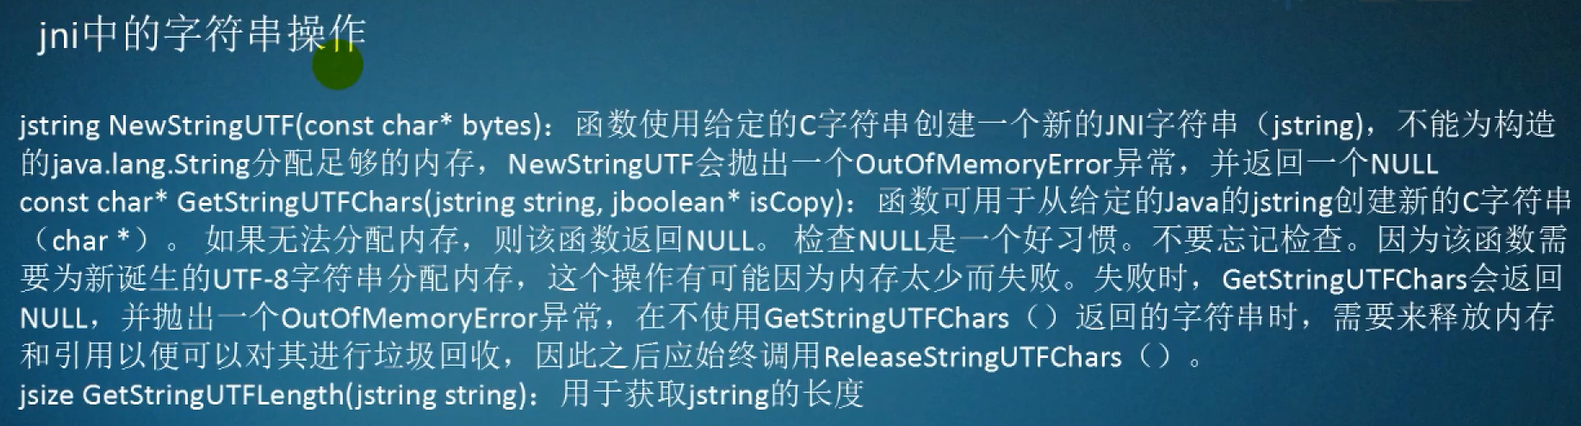 jni中的字符串操作
jstring NewStringUTF(const char* bytes)：函数使用给定的C字符串创建一个新的JNI字符串（jstring)，不能为构造
的java.lang.String分配足够的内存，NewStringUTF会抛出一个OutOfMemoryError异常，并返回一个NULL
const char* GetStringUTFChars(jstring string, jboolean* isCopy)：函数可用于从给定的Java的jstring创建新的C字符串
（char *）。 如果无法分配内存，则该函数返回NULL。 检查NULL是一个好习惯。不要忘记检查。因为该函数需
要为新诞生的UTF-8字符串分配内存，这个操作有可能因为内存太少而失败。失败时，GetStringUTFChars会返回
NULL，并抛出一个OutOfMemoryError异常，在不使用GetStringUTFChars（）返回的字符串时，需要来释放内存
和引用以便可以对其进行垃圾回收，因此之后应始终调用ReleaseStringUTFChars（）。
jsize GetStringUTFLength(jstring string)：用于获取jstring的长度